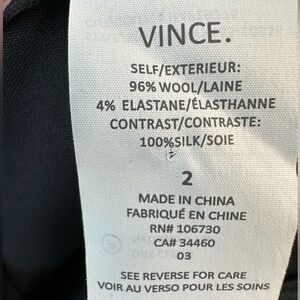 VINCE.
SELF/EXTERIEUR:
96% WOOL/LAINE
4% ELASTANE/ÉLASTHANNE
CONTRAST/CONTRASTE:
100%SILK/SOIE
2
MADE IN CHINA
FABRIQUÉ EN CHINE
RN# 106730
CA# 34460
03
SEE REVERSE FOR CARE
VOIR AU VERSO POUR LES SOINS